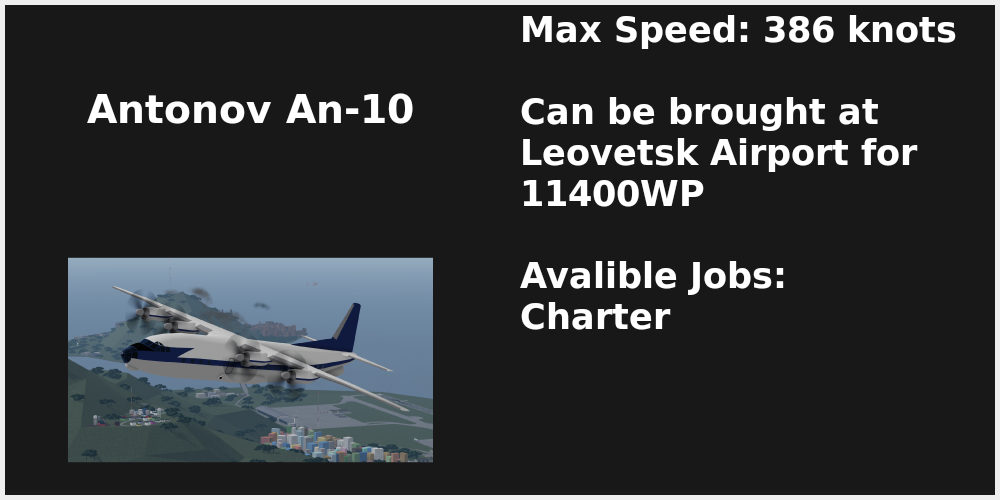 Antonov An-10
Max Speed: 386 knots
Can be brought at
Leovetsk Airport for
11400WP
Avalible Jobs:
Charter